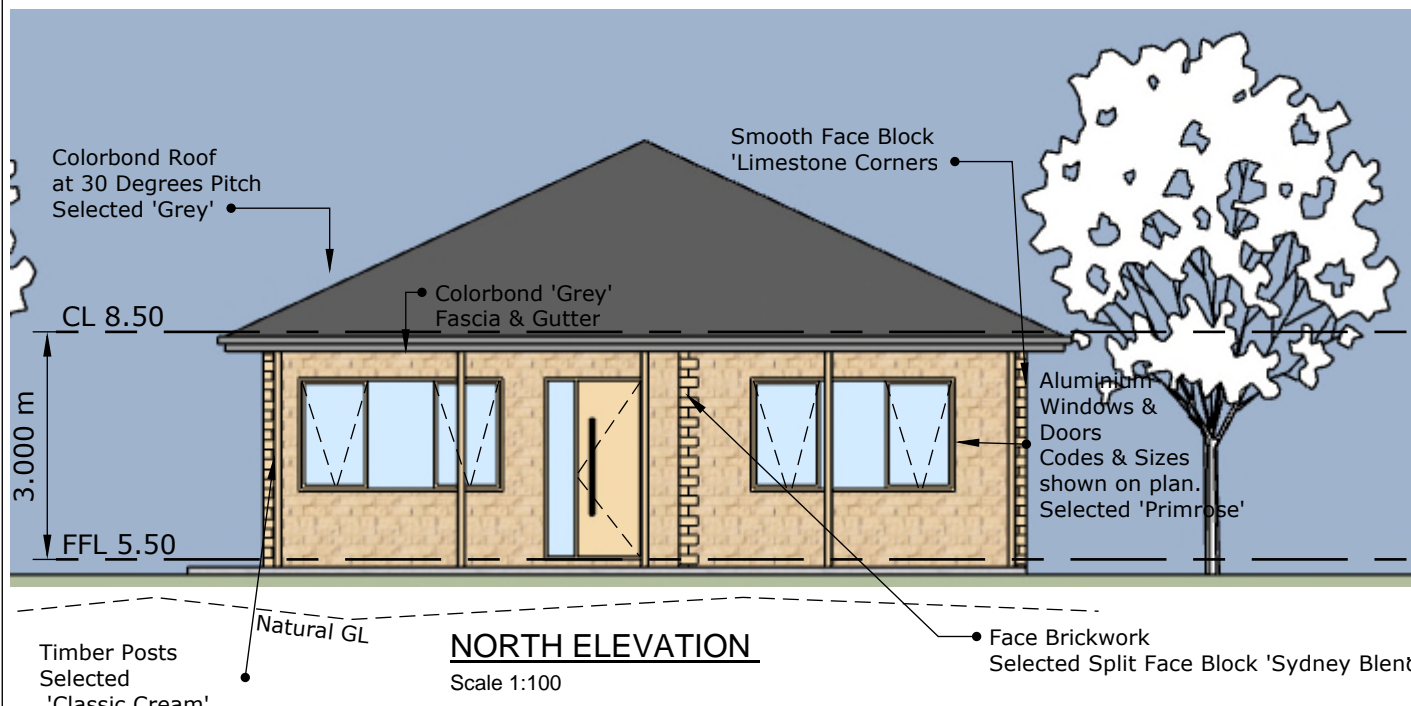 Colorbond Roof
at 30 Degrees Pitch
Selected 'Grey'
Smooth Face Block
'Limestone Corners
Colorbond 'Grey'
Fascia & Gutter
CL 8.50
3.000 m
FFL 5.50
Aluminium
Windows &
Doors
Codes & Sizes
shown on plan.
Selected 'Primrose'
Natural GL
NORTH ELEVATION
Scale 1:100
Timber Posts
Selected
'Classic Cream'
Face Brickwork
Selected Split Face Block 'Sydney